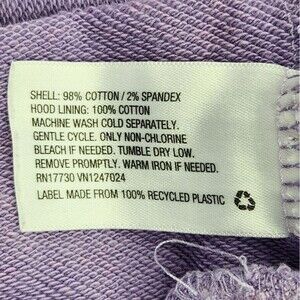 SHELL: 98% COTTON / 2% SPANDEX
HOOD LINING: 100% COTTON
MACHINE WASH COLD SEPARATELY.
GENTLE CYCLE. ONLY NON-CHLORINE
BLEACH IF NEEDED. TUMBLE DRY LOW.
REMOVE PROMPTLY. WARM IRON IF NEEDED.
RN17730 VN1247024
LABEL MADE FROM 100% RECYCLED PLASTIC